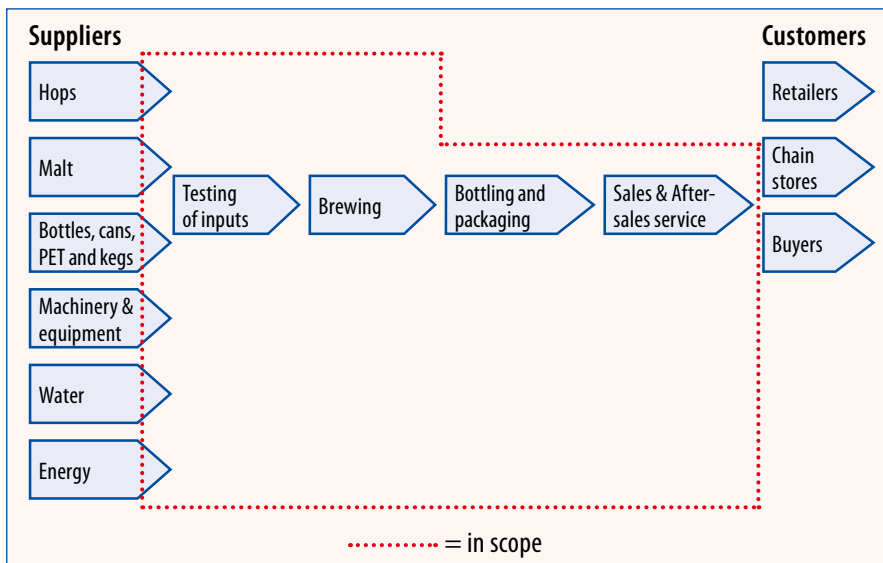 Suppliers
Customers
Hops
Retailers
Malt
Chain
stores
Testing
of inputs
Brewing
Bottling and
packaging
Sales & After-
sales service
Bottles, cans,
PET and kegs
Buyers
Machinery &
equipment
Water
Energy
= in scope